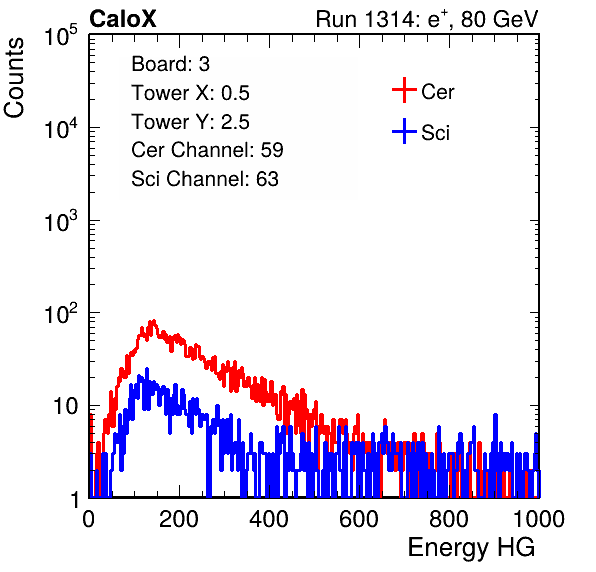 CaloX Run 1314: e⁺, 80 GeV
Counts
10⁵
10⁴
10³
10²
10
1
Board: 3
Tower X: 0.5
Tower Y: 2.5
Cer Channel: 59
Sci Channel: 63
Cer
Sci
0 200 400 600 800 1000
Energy HG